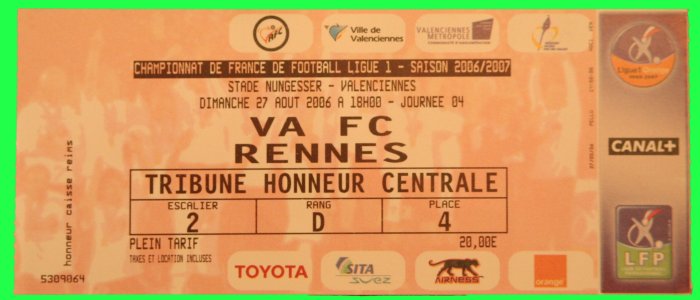 Ville de
Valenciennes
VALENCIENNES
METROPOLE
CHAMPIONNAT DE FRANCE DE FOOTBALL LIGUE 1 - SAISON 2006/2007
STADE NUNGESSER - VALENCIENNES
DIMANCHE 27 AOUT 2006 A 18H00 - JOURNEE 04
VA FC
RENNES
TRIBUNE HONNEUR CENTRALE
ESCALIER RANG PLACE
2 D 4
PLEIN TARIF 20,00E
TAXES ET LOCATION INCLUSES
TOYOTA
SITA
SUEZ
AIRNESS
orange
honneur caisse reims
5309064
Ligue1
CANAL+
LFP